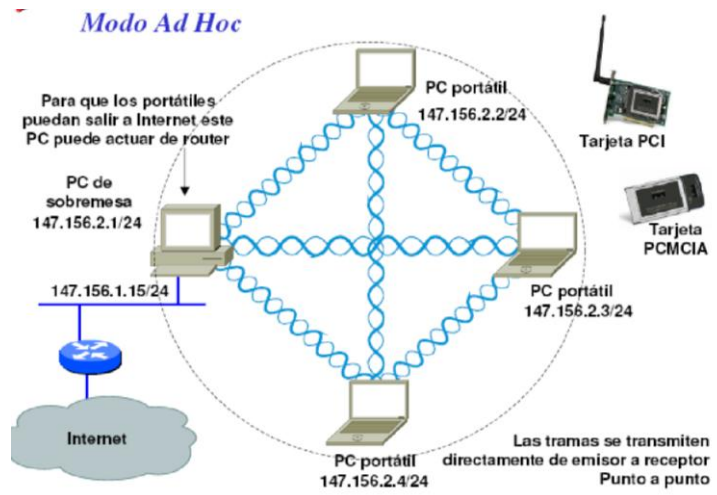 Modo Ad Hoc
Para que los portátiles
puedan salir a Internet este
PC puede actuar de router
PC de
sobremesa
147.156.2.1/24
147.156.1.15/24
Internet
PC portátil
147.156.2.2/24
PC portátil
147.156.2.3/24
PC portátil
147.156.2.4/24
Tarjeta PCI
Tarjeta
PCMCIA
Las tramas se transmiten
directamente de emisor a receptor
Punto a punto